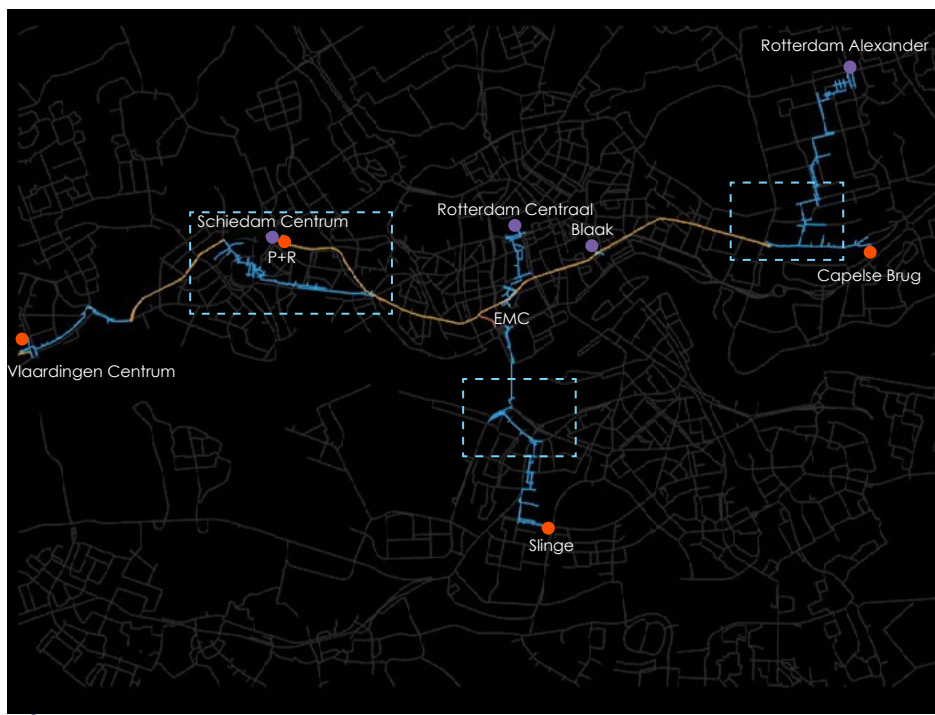 Rotterdam Alexander
Schiedam Centrum
Rotterdam Centraal
Blaak
P+R
Capelse Brug
EMC
Vlaardingen Centrum
Slinge